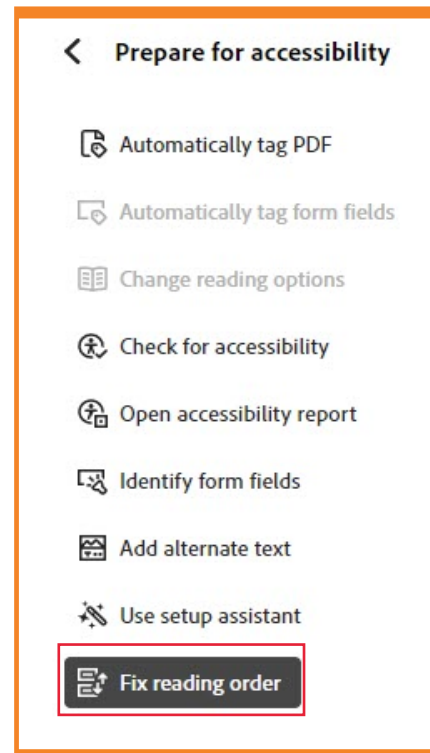 Prepare for accessibility
Automatically tag PDF
Automatically tag form fields
Change reading options
Check for accessibility
Open accessibility report
Identify form fields
Add alternate text
Use setup assistant
Fix reading order